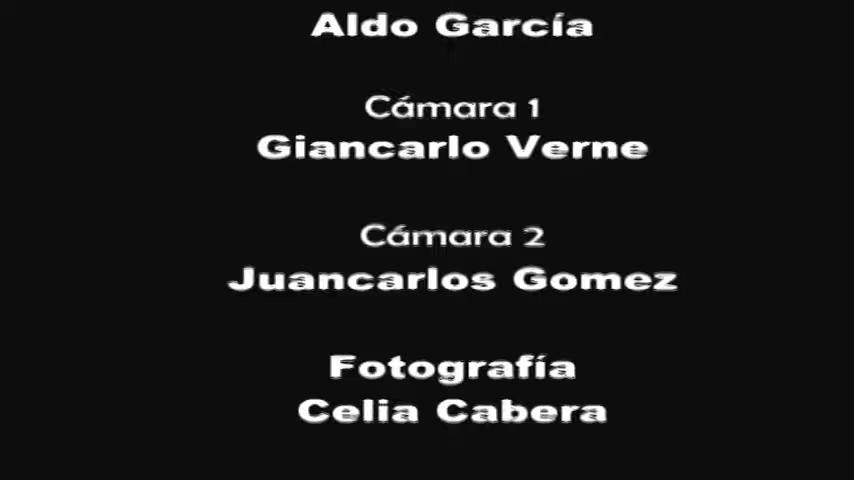 Aldo García
Cámara 1
Giancarlo Verne
Cámara 2
Juancarlos Gomez
Fotografía
Celia Cabera